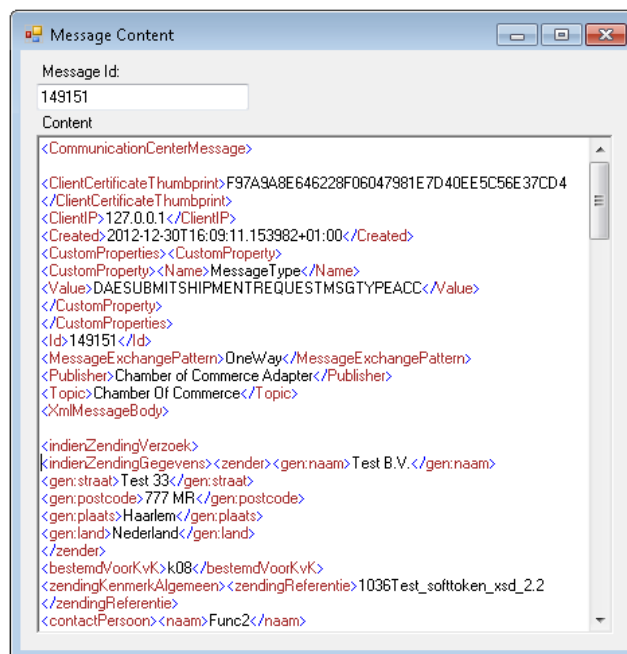 Message Content
Message Id:
149151
Content
<CommunicationCenterMessage>
<ClientCertificateThumbprint>F97A9A8E646228F06047981E7D40EE5C56E37CD4
</ClientCertificateThumbprint>
<ClientIP>127.0.0.1</ClientIP>
<Created>2012-12-30T16:09:11.153982+01:00</Created>
<CustomProperties><CustomProperty>
<CustomProperty><Name>MessageType</Name>
<Value>DAESUBMITSHIPMENTREQUESTMSGTYPEACC</Value>
</CustomProperty>
</CustomProperties>
<Id>149151</Id>
<MessageExchangePattern>OneWay</MessageExchangePattern>
<Publisher>Chamber of Commerce Adapter</Publisher>
<Topic>Chamber Of Commerce</Topic>
<XmlMessageBody>
<indienZendingVerzoek>
<indienZendingGegevens><zender><gen:naam>Test B.V.</gen:naam>
<gen:straat>Test 33</gen:straat>
<gen:postcode>777 MR</gen:postcode>
<gen:plaats>Haarlem</gen:plaats>
<gen:land>Nederland</gen:land>
</zender>
<bestemdVoorKvK>k08</bestemdVoorKvK>
<zendingKenmerkAlgemeen><zendingReferentie>1036Test_softtoken_xsd_2.2
</zendingReferentie>
<contactPersoon><naam>Func2</naam>